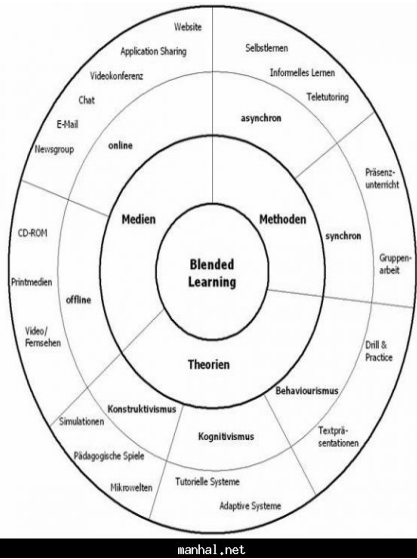 Website
Application Sharing
Videokonferenz
Chat
E-Mail
Newsgroup
online
Selbstlernen
Informelles Lernen
Teletutoring
asynchron
Präsenz-
unterricht
synchron
Gruppen-
arbeit
Medien
Methoden
Blended
Learning
Theorien
CD-ROM
Printmedien
Video/
Fernsehen
offline
Drill &
Practice
Behaviourismus
Textprä-
sentationen
Konstruktivismus
Simulationen
Pädagogische Spiele
Mikrowelten
Kognitivismus
Tutorielle Systeme
Adaptive Systeme
manhal.net